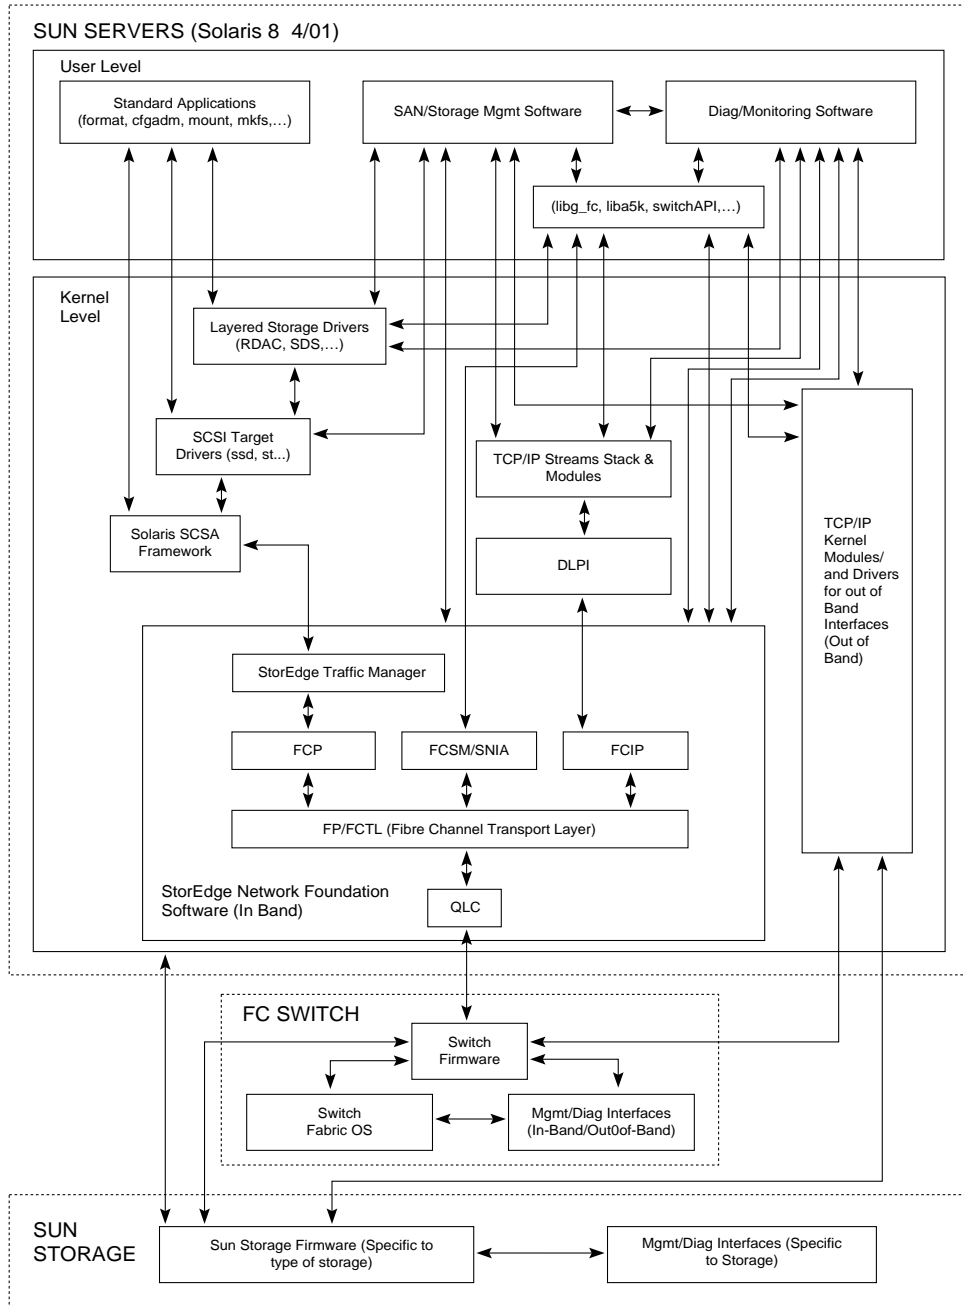 SUN SERVERS (Solaris 8  4/01)
User Level
Standard Applications
(format, cfgadm, mount, mkfs,…)
SAN/Storage Mgmt Software
Diag/Monitoring Software
(libg_fc, liba5k, switchAPI,…)
Kernel
Level
Layered Storage Drivers
(RDAC, SDS,…)
SCSI Target
Drivers (ssd, st...)
TCP/IP Streams Stack &
Modules
Solaris SCSA
Framework
DLPI
TCP/IP
Kernel
Modules/
and Drivers
for out of
Band
Interfaces
(Out of
Band)
StorEdge Traffic Manager
FCP
FCSM/SNIA
FCIP
FP/FCTL (Fibre Channel Transport Layer)
StorEdge Network Foundation
Software (In Band)
QLC
FC SWITCH
Switch
Firmware
Switch
Fabric OS
Mgmt/Diag Interfaces
(In-Band/Out0of-Band)
SUN
STORAGE
Sun Storage Firmware (Specific to
type of storage)
Mgmt/Diag Interfaces (Specific
to Storage)